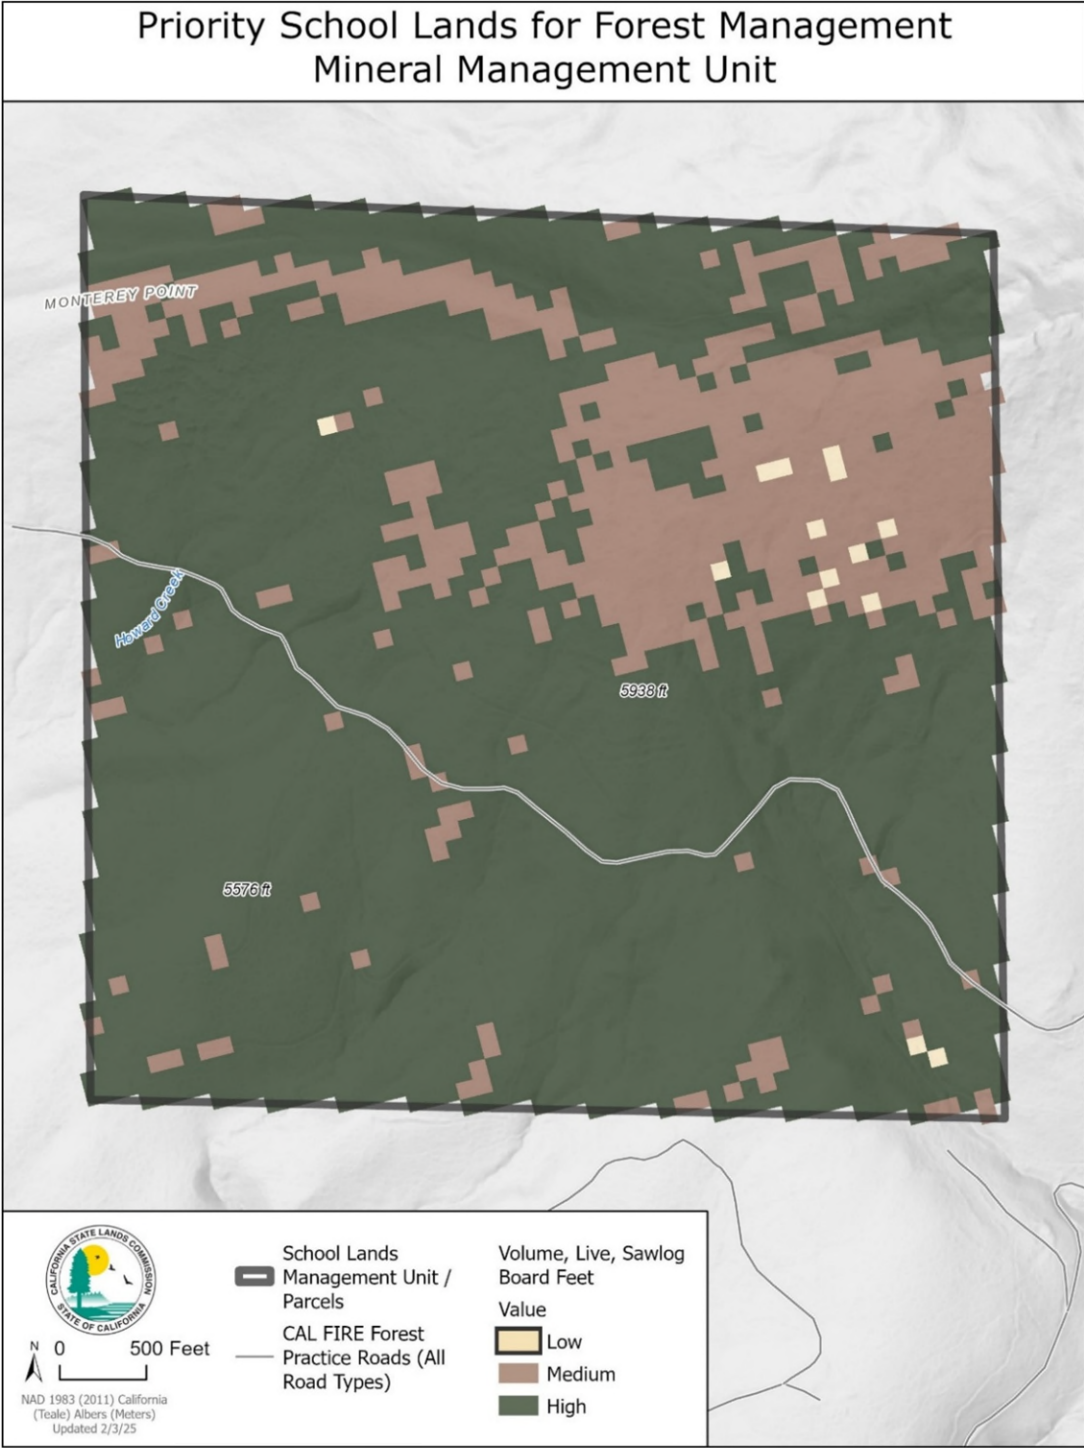 Priority School Lands for Forest Management
Mineral Management Unit
MONTEREY POINT
Howard Creek
5938 ft
5576 ft
CALIFORNIA STATE LANDS COMMISSION
STATE OF CALIFORNIA
N
0 500 Feet
NAD 1983 (2011) California
(Teale) Albers (Meters)
Updated 2/3/25
School Lands
Management Unit /
Parcels
CAL FIRE Forest
Practice Roads (All
Road Types)
Volume, Live, Sawlog
Board Feet
Value
Low
Medium
High